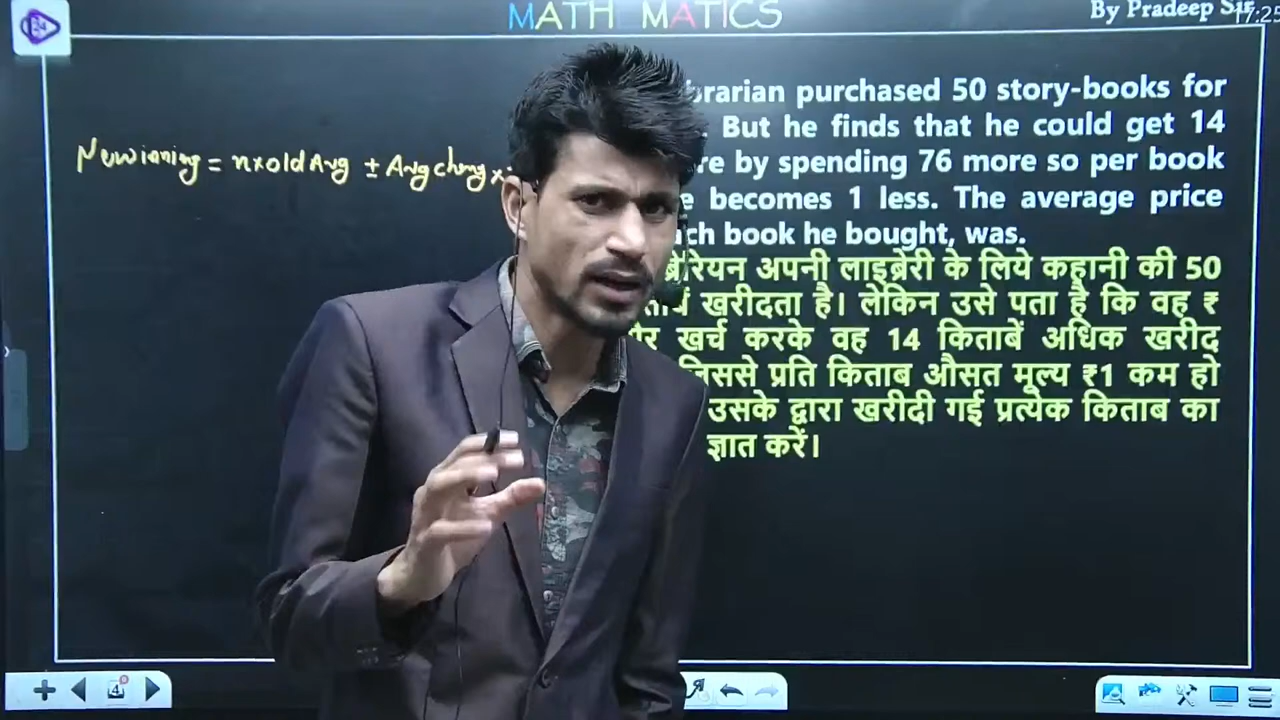 MATH MATICS
By Pradeep Sir
17:25
brarian purchased 50 story-books for
. But he finds that he could get 14
re by spending 76 more so per book
e becomes 1 less. The average price
ach book he bought, was.
= n×old Avg ± Avg
ब्रेरियन अपनी लाइब्रेरी के लिये कहानी की 50
खरीदता है। लेकिन उसे पता है कि वह ₹
खर्च करके वह 14 किताबें अधिक खरीद
जिससे प्रति किताब औसत मूल्य ₹1 कम हो
उसके द्वारा खरीदी गई प्रत्येक किताब का
ज्ञात करें।